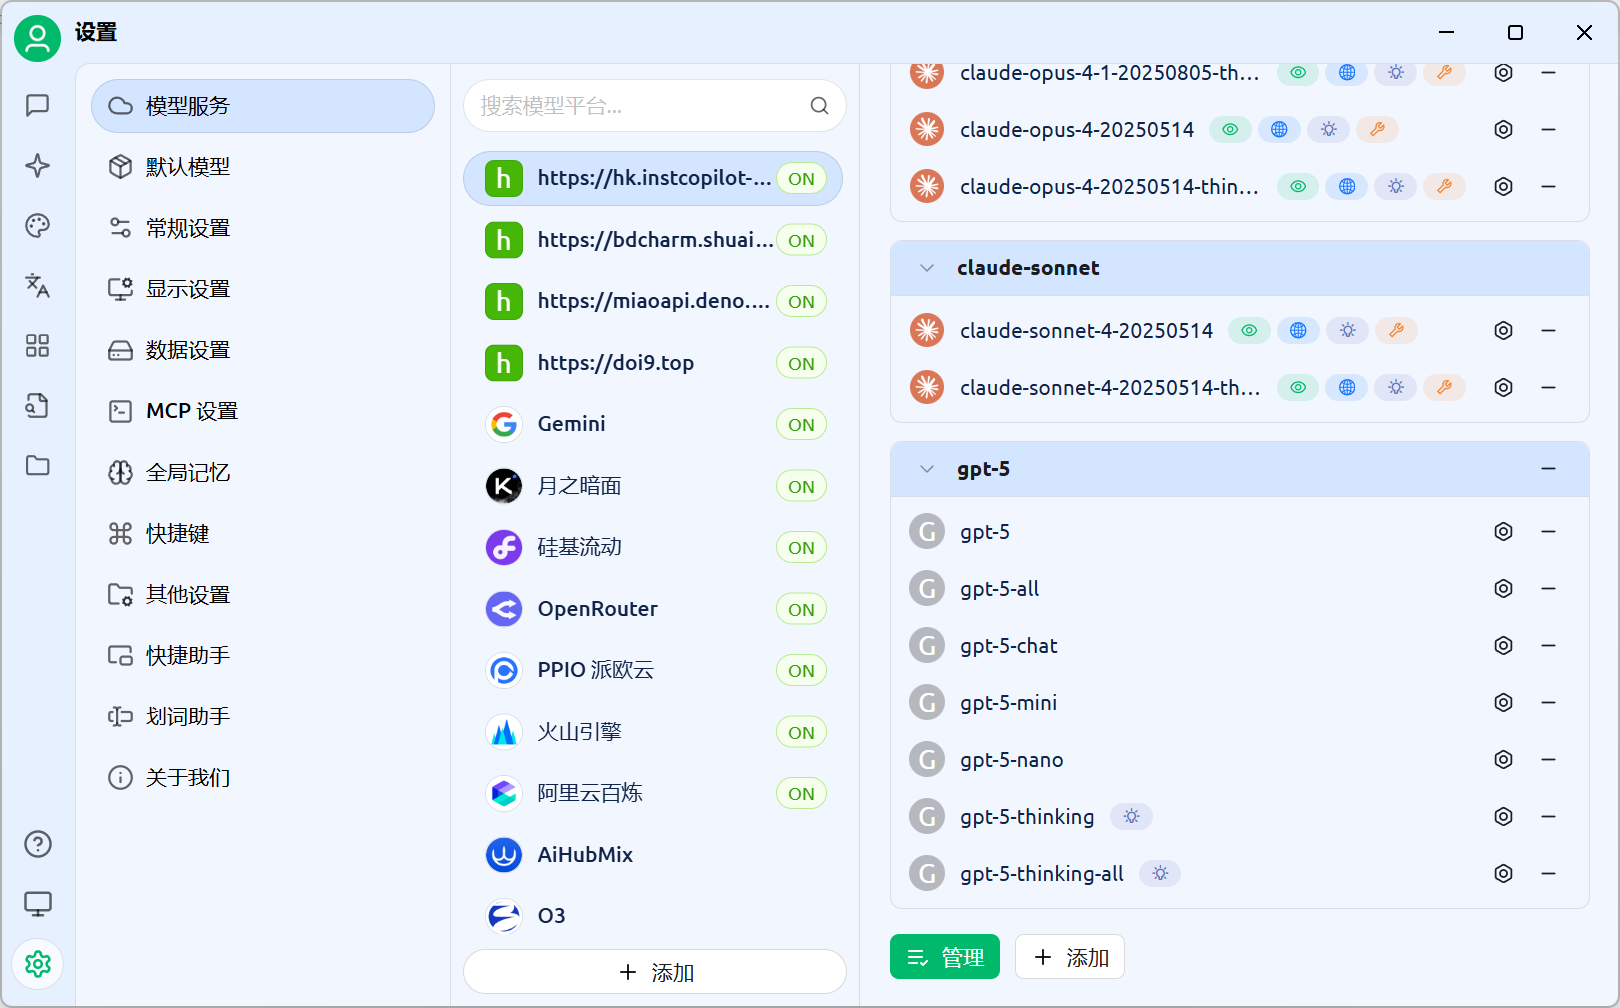 设置
模型服务
默认模型
常规设置
显示设置
数据设置
MCP 设置
全局记忆
快捷键
其他设置
快捷助手
划词助手
关于我们
搜索模型平台...
h https://hk.instcopilot-... ON
h https://bdcharm.shuai... ON
h https://miaoapi.deno.... ON
h https://doi9.top ON
Gemini ON
月之暗面 ON
硅基流动 ON
OpenRouter ON
PPIO 派欧云 ON
火山引擎 ON
阿里云百炼 ON
AiHubMix
O3
添加
claude-opus-4-1-20250805-th...
claude-opus-4-20250514
claude-opus-4-20250514-thin...
claude-sonnet
claude-sonnet-4-20250514
claude-sonnet-4-20250514-th...
gpt-5
G gpt-5
G gpt-5-all
G gpt-5-chat
G gpt-5-mini
G gpt-5-nano
G gpt-5-thinking
G gpt-5-thinking-all
管理
添加